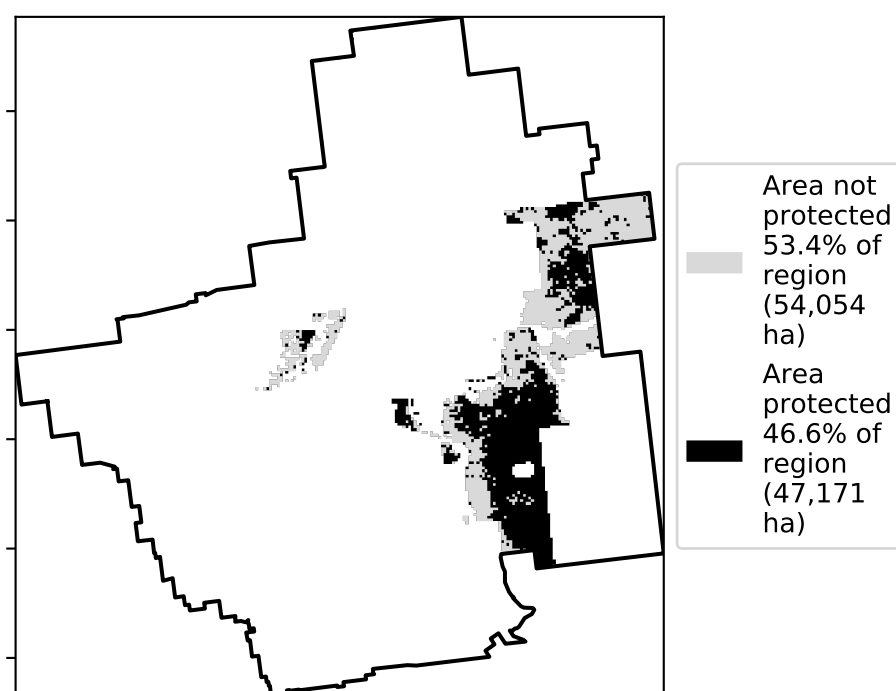 Area not
protected
53.4% of
region
(54,054
ha)
Area
protected
46.6% of
region
(47,171
ha)